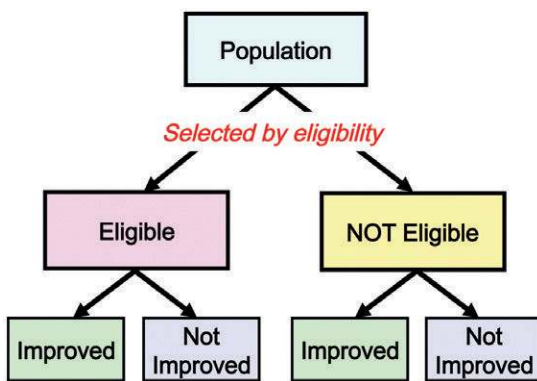 Population
Selected by eligibility
Eligible
NOT Eligible
Improved
Not
Improved
Improved
Not
Improved